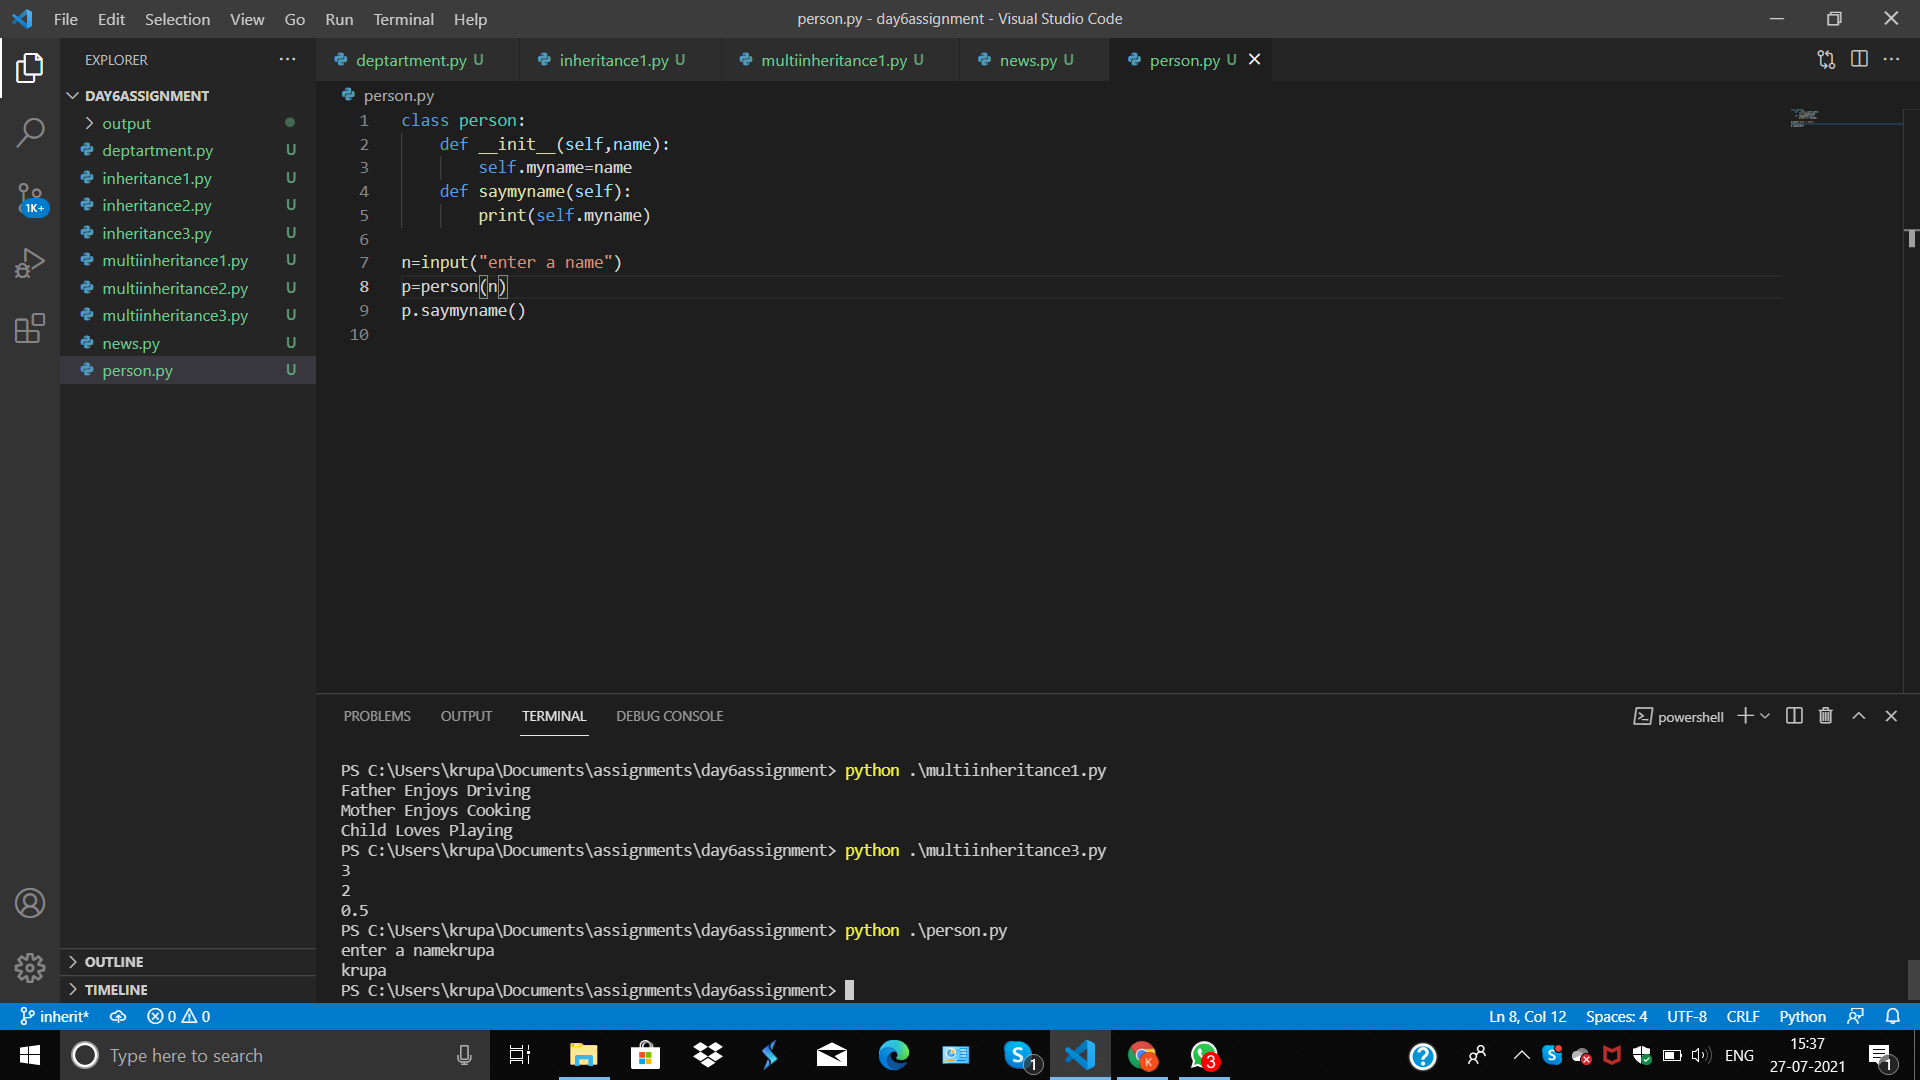 File Edit Selection View Go Run Terminal Help
person.py - day6assignment - Visual Studio Code
EXPLORER
DAY6ASSIGNMENT
output
deptartment.py U
inheritance1.py U
inheritance2.py U
inheritance3.py U
multiinheritance1.py U
multiinheritance2.py U
multiinheritance3.py U
news.py U
person.py U
1K+
OUTLINE
TIMELINE
deptartment.py U inheritance1.py U multiinheritance1.py U news.py U person.py U
person.py
1 class person:
2 def __init__(self,name):
3 self.myname=name
4 def saymyname(self):
5 print(self.myname)
6
7 n=input("enter a name")
8 p=person(n)
9 p.saymyname()
10
PROBLEMS OUTPUT TERMINAL DEBUG CONSOLE
powershell
PS C:\Users\krupa\Documents\assignments\day6assignment> python .\multiinheritance1.py
Father Enjoys Driving
Mother Enjoys Cooking
Child Loves Playing
PS C:\Users\krupa\Documents\assignments\day6assignment> python .\multiinheritance3.py
3
2
0.5
PS C:\Users\krupa\Documents\assignments\day6assignment> python .\person.py
enter a namekrupa
krupa
PS C:\Users\krupa\Documents\assignments\day6assignment>
inherit* 0 0
Ln 8, Col 12 Spaces: 4 UTF-8 CRLF Python
Type here to search
S 1
K
3
S
ENG
15:37
27-07-2021
1